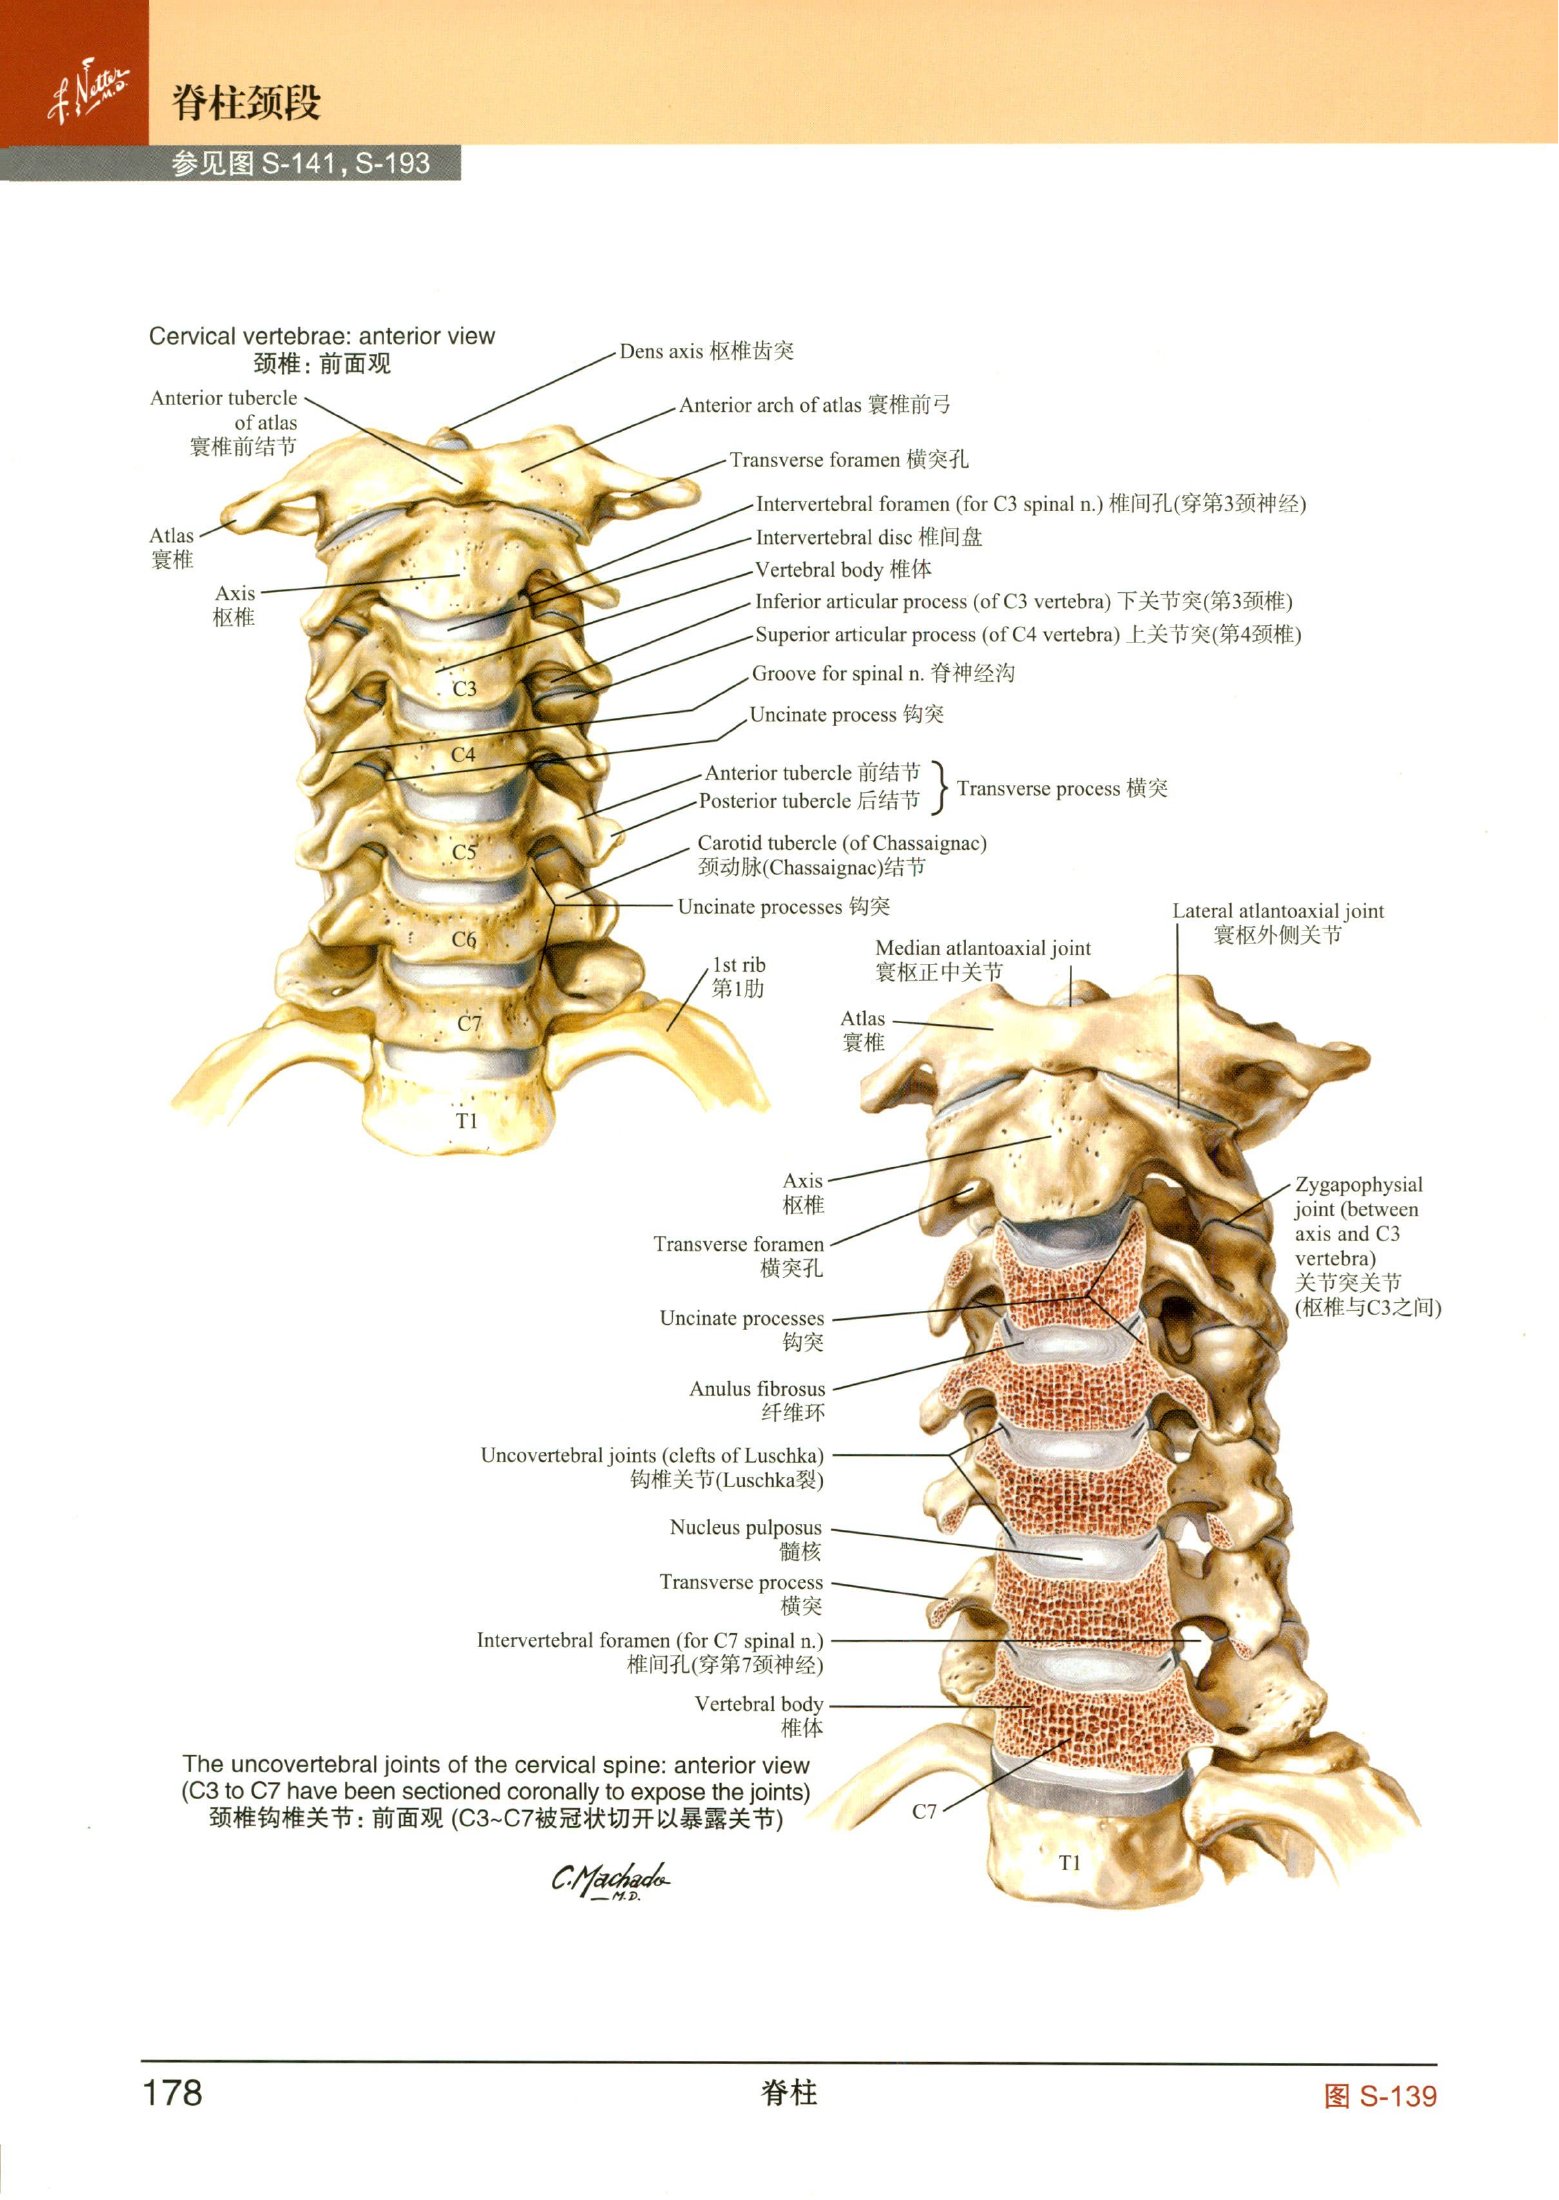 F. Netter M.D.
脊柱颈段
参见图 S-141, S-193
Cervical vertebrae: anterior view
颈椎: 前面观
Dens axis 枢椎齿突
Anterior tubercle
of atlas
寰椎前结节
Anterior arch of atlas 寰椎前弓
Transverse foramen 横突孔
Intervertebral foramen (for C3 spinal n.) 椎间孔(穿第3颈神经)
Atlas
寰椎
Intervertebral disc 椎间盘
Vertebral body 椎体
Axis
枢椎
Inferior articular process (of C3 vertebra) 下关节突(第3颈椎)
Superior articular process (of C4 vertebra) 上关节突(第4颈椎)
Groove for spinal n. 脊神经沟
C3
Uncinate process 钩突
C4
Anterior tubercle 前结节
Posterior tubercle 后结节
Transverse process 横突
Carotid tubercle (of Chassaignac)
颈动脉(Chassaignac)结节
C5
Uncinate processes 钩突
C6
1st rib
第1肋
C7
T1
Lateral atlantoaxial joint
寰枢外侧关节
Median atlantoaxial joint
寰枢正中关节
Atlas
寰椎
Axis
枢椎
Zygapophysial
joint (between
axis and C3
vertebra)
关节突关节
(枢椎与C3之间)
Transverse foramen
横突孔
Uncinate processes
钩突
Anulus fibrosus
纤维环
Uncovertebral joints (clefts of Luschka)
钩椎关节(Luschka裂)
Nucleus pulposus
髓核
Transverse process
横突
Intervertebral foramen (for C7 spinal n.)
椎间孔(穿第7颈神经)
Vertebral body
椎体
The uncovertebral joints of the cervical spine: anterior view
(C3 to C7 have been sectioned coronally to expose the joints)
颈椎钩椎关节: 前面观 (C3~C7被冠状切开以暴露关节)
C7
T1
C.Machado
M.D.
178
脊柱
图 S-139